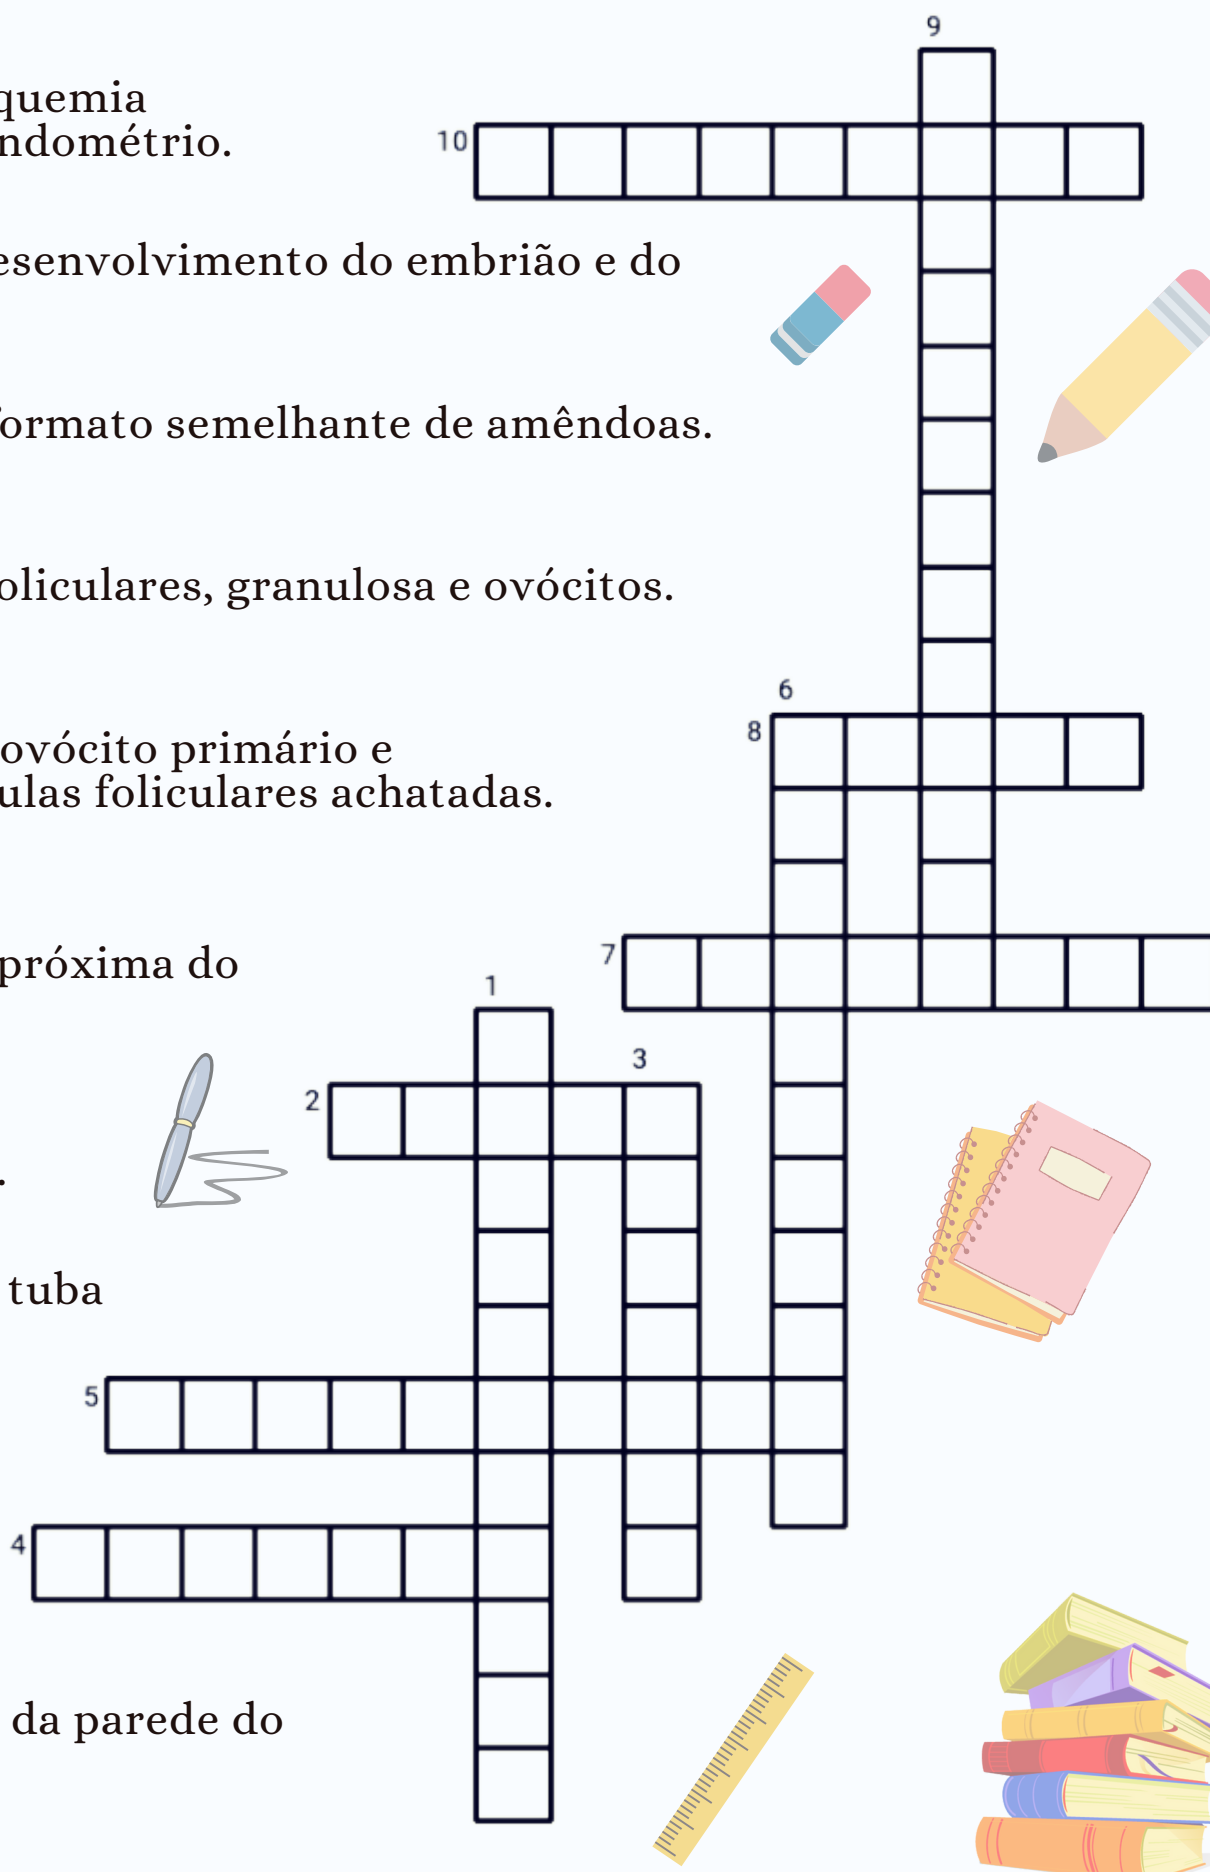 9
quemia
ndométrio.
10
esenvolvimento do embrião e do
ormato semelhante de amêndoas.
oliculares, granulosa e ovócitos.
6
8
ovócito primário e
ulas foliculares achatadas.
7
próxima do
1
3
2
.
tuba
5
4
da parede do